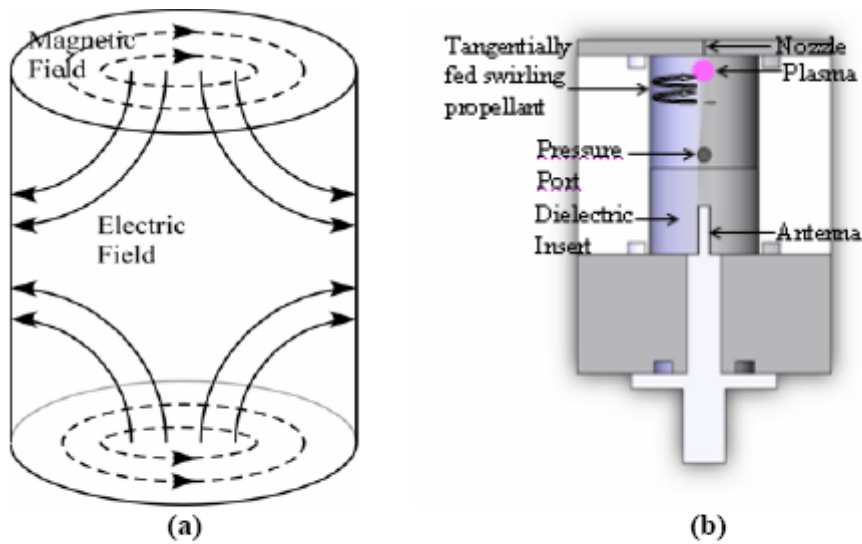 Magnetic
Field
Electric
Field
(a)
Tangentially
fed swirling
propellant
Nozzle
Plasma
Pressure
Port
Dielectric
Insert
Antenna
(b)